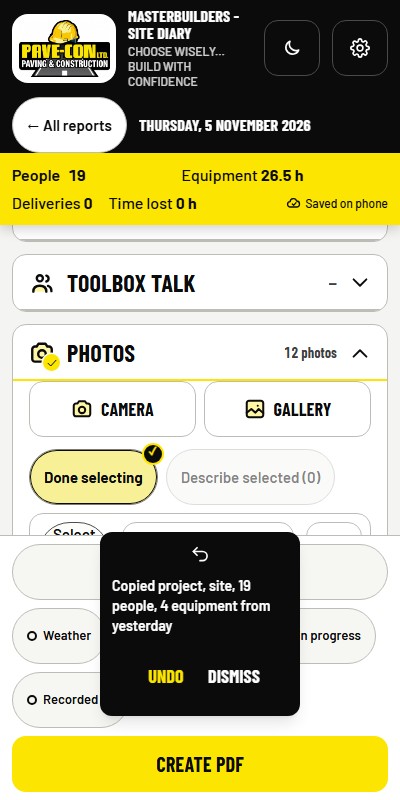 PAVE-CON LTD.
PAVING & CONSTRUCTION
MASTERBUILDERS -
SITE DIARY
CHOOSE WISELY...
BUILD WITH
CONFIDENCE
← All reports
THURSDAY, 5 NOVEMBER 2026
People 19
Equipment 26.5 h
Deliveries 0 Time lost 0 h
Saved on phone
TOOLBOX TALK
–
PHOTOS
12 photos
CAMERA
GALLERY
Done selecting
Describe selected (0)
Select
Copied project, site, 19
people, 4 equipment from
yesterday
UNDO DISMISS
Weather
n progress
Recorded
CREATE PDF